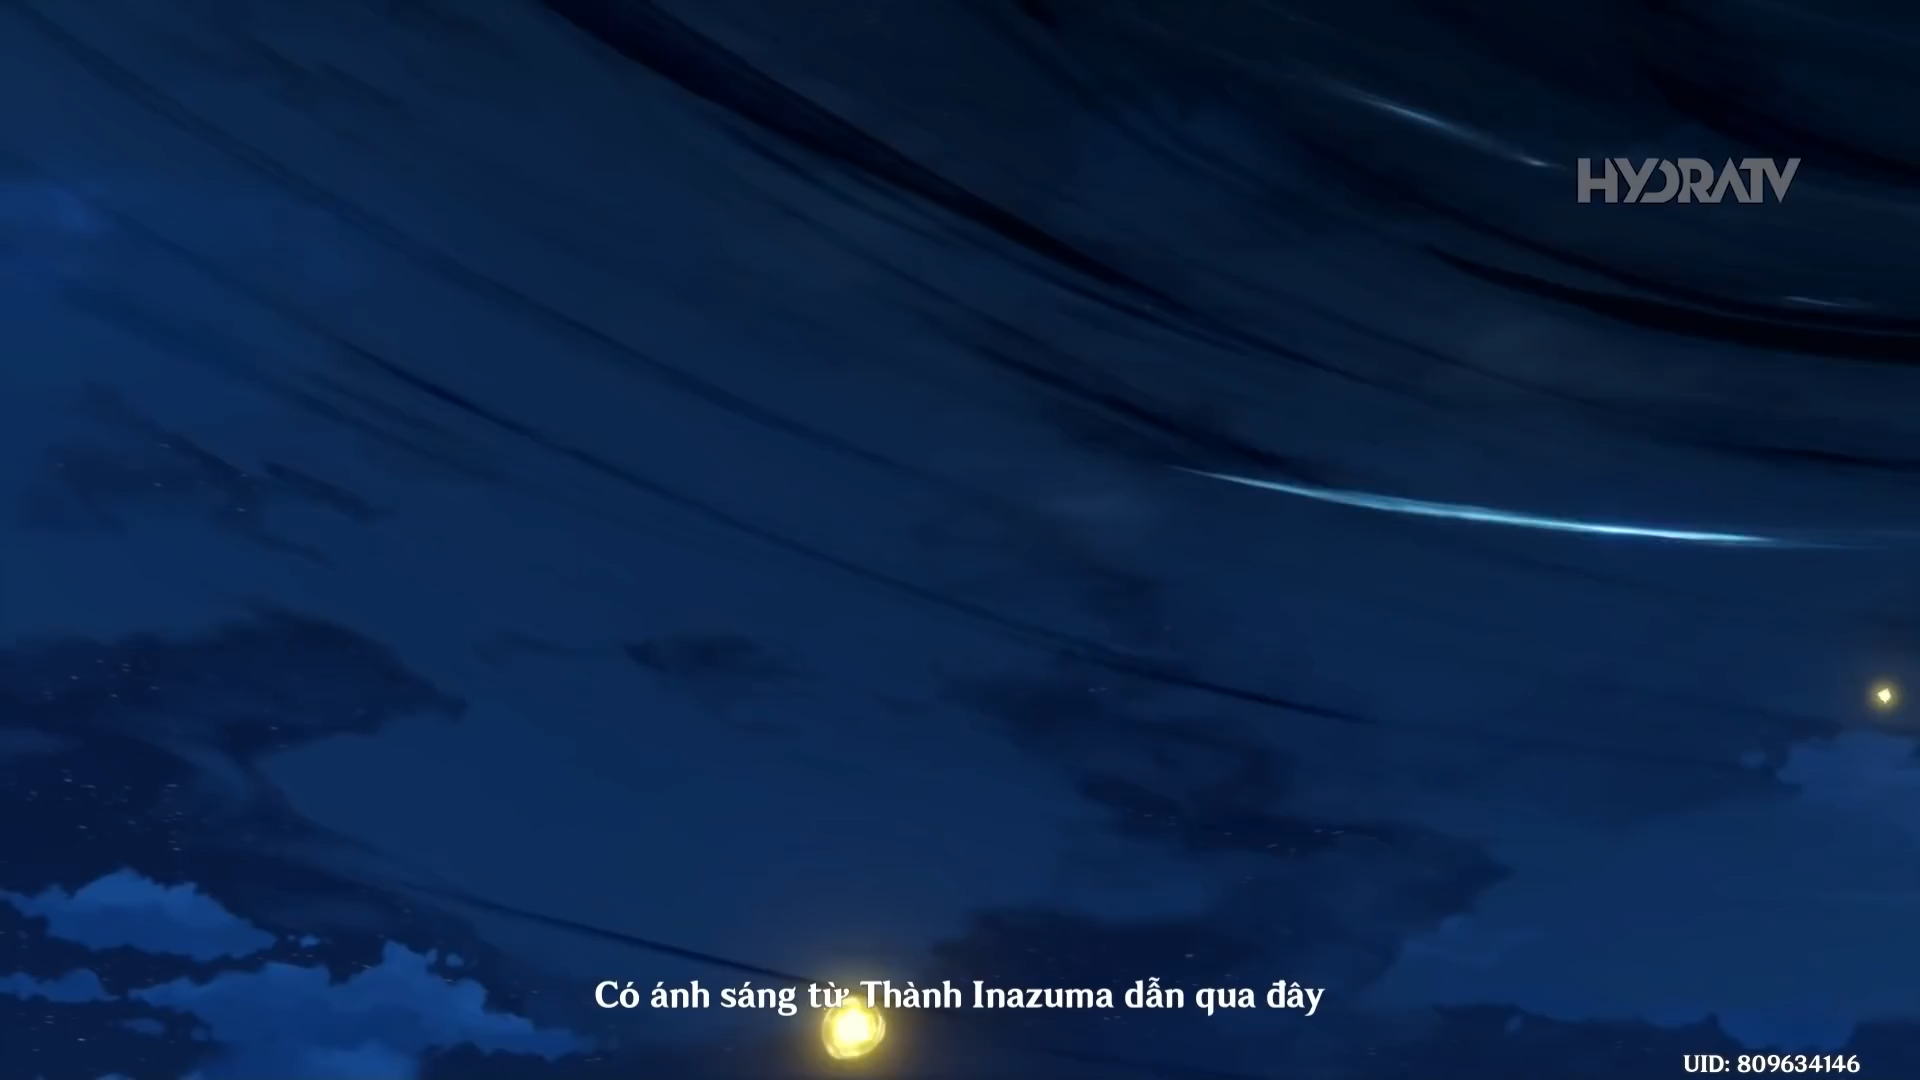 HYDRATV
Có ánh sáng từ Thành Inazuma dẫn qua đây
UID: 809634146